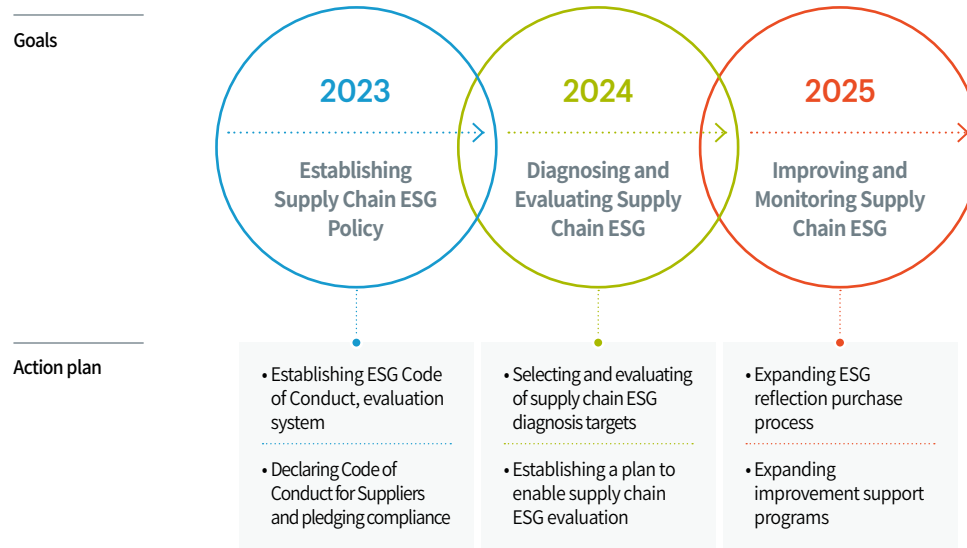 Goals
2023
Establishing
Supply Chain ESG
Policy
2024
Diagnosing and
Evaluating Supply
Chain ESG
2025
Improving and
Monitoring Supply
Chain ESG
Action plan
• Establishing ESG Code
of Conduct, evaluation
system
• Declaring Code of
Conduct for Suppliers
and pledging compliance
• Selecting and evaluating
of supply chain ESG
diagnosis targets
• Establishing a plan to
enable supply chain
ESG evaluation
• Expanding ESG
reflection purchase
process
• Expanding
improvement support
programs